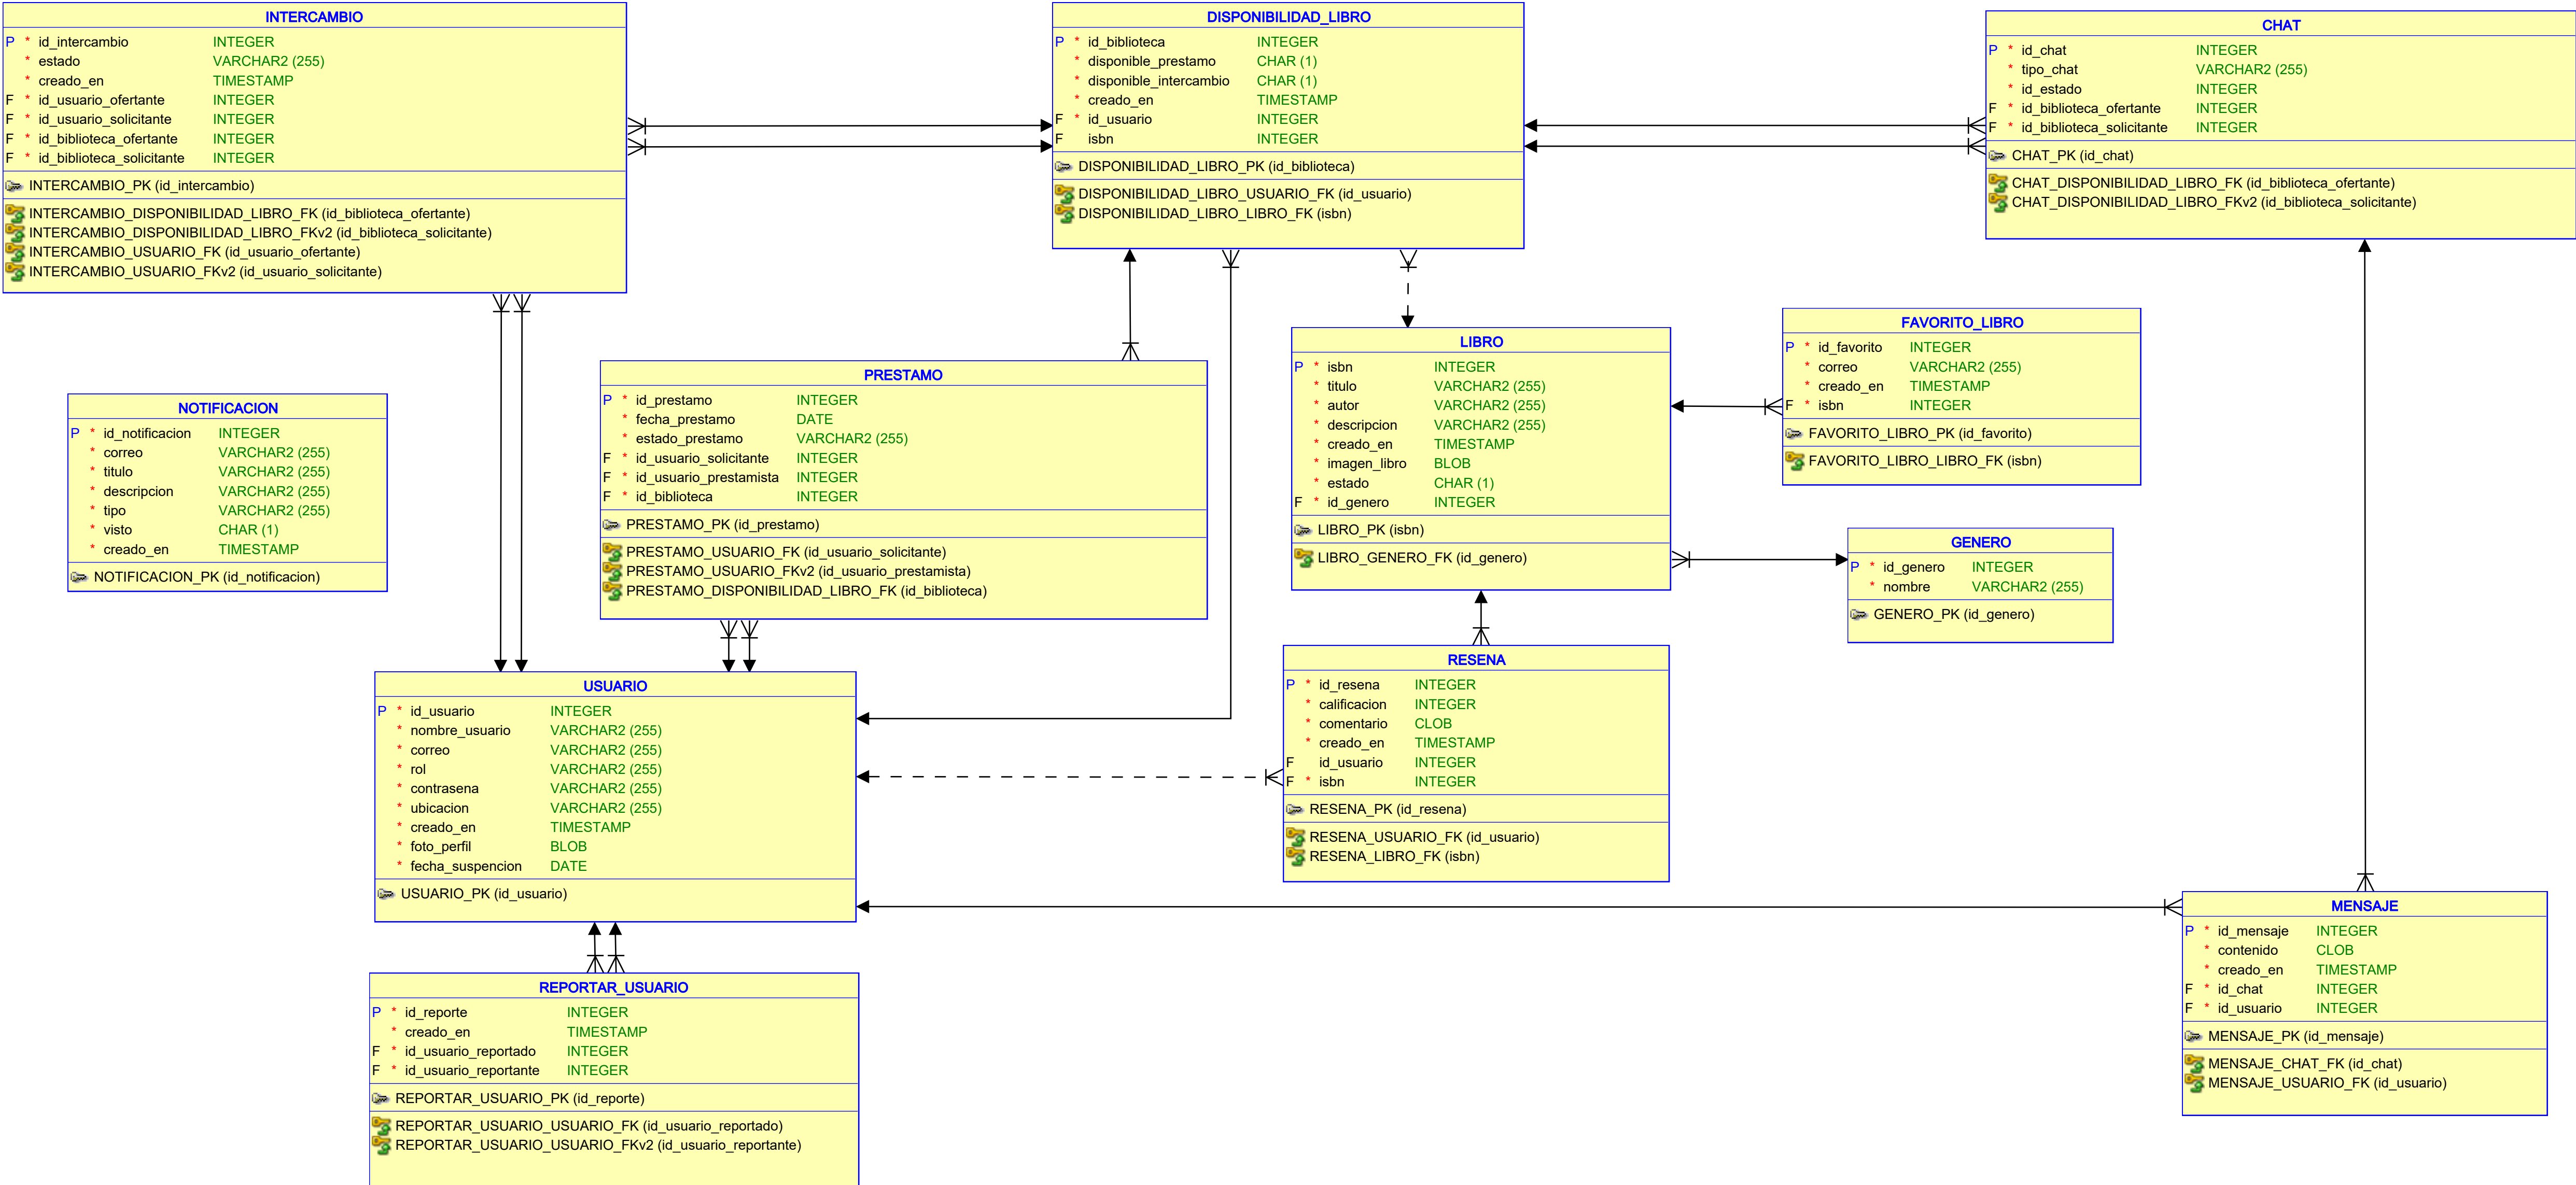 INTERCAMBIO
P * id_intercambio INTEGER
* estado VARCHAR2 (255)
* creado_en TIMESTAMP
F * id_usuario_ofertante INTEGER
F * id_usuario_solicitante INTEGER
F * id_biblioteca_ofertante INTEGER
F * id_biblioteca_solicitante INTEGER
INTERCAMBIO_PK (id_intercambio)
INTERCAMBIO_DISPONIBILIDAD_LIBRO_FK (id_biblioteca_ofertante)
INTERCAMBIO_DISPONIBILIDAD_LIBRO_FKv2 (id_biblioteca_solicitante)
INTERCAMBIO_USUARIO_FK (id_usuario_ofertante)
INTERCAMBIO_USUARIO_FKv2 (id_usuario_solicitante)
DISPONIBILIDAD_LIBRO
P * id_biblioteca INTEGER
* disponible_prestamo CHAR (1)
* disponible_intercambio CHAR (1)
* creado_en TIMESTAMP
F * id_usuario INTEGER
F isbn INTEGER
DISPONIBILIDAD_LIBRO_PK (id_biblioteca)
DISPONIBILIDAD_LIBRO_USUARIO_FK (id_usuario)
DISPONIBILIDAD_LIBRO_LIBRO_FK (isbn)
CHAT
P * id_chat INTEGER
* tipo_chat VARCHAR2 (255)
* id_estado INTEGER
F * id_biblioteca_ofertante INTEGER
F * id_biblioteca_solicitante INTEGER
CHAT_PK (id_chat)
CHAT_DISPONIBILIDAD_LIBRO_FK (id_biblioteca_ofertante)
CHAT_DISPONIBILIDAD_LIBRO_FKv2 (id_biblioteca_solicitante)
NOTIFICACION
P * id_notificacion INTEGER
* correo VARCHAR2 (255)
* titulo VARCHAR2 (255)
* descripcion VARCHAR2 (255)
* tipo VARCHAR2 (255)
* visto CHAR (1)
* creado_en TIMESTAMP
NOTIFICACION_PK (id_notificacion)
PRESTAMO
P * id_prestamo INTEGER
* fecha_prestamo DATE
* estado_prestamo VARCHAR2 (255)
F * id_usuario_solicitante INTEGER
F * id_usuario_prestamista INTEGER
F * id_biblioteca INTEGER
PRESTAMO_PK (id_prestamo)
PRESTAMO_USUARIO_FK (id_usuario_solicitante)
PRESTAMO_USUARIO_FKv2 (id_usuario_prestamista)
PRESTAMO_DISPONIBILIDAD_LIBRO_FK (id_biblioteca)
LIBRO
P * isbn INTEGER
* titulo VARCHAR2 (255)
* autor VARCHAR2 (255)
* descripcion VARCHAR2 (255)
* creado_en TIMESTAMP
* imagen_libro BLOB
* estado CHAR (1)
F * id_genero INTEGER
LIBRO_PK (isbn)
LIBRO_GENERO_FK (id_genero)
FAVORITO_LIBRO
P * id_favorito INTEGER
* correo VARCHAR2 (255)
* creado_en TIMESTAMP
F * isbn INTEGER
FAVORITO_LIBRO_PK (id_favorito)
FAVORITO_LIBRO_LIBRO_FK (isbn)
GENERO
P * id_genero INTEGER
* nombre VARCHAR2 (255)
GENERO_PK (id_genero)
USUARIO
P * id_usuario INTEGER
* nombre_usuario VARCHAR2 (255)
* correo VARCHAR2 (255)
* rol VARCHAR2 (255)
* contrasena VARCHAR2 (255)
* ubicacion VARCHAR2 (255)
* creado_en TIMESTAMP
* foto_perfil BLOB
* fecha_suspencion DATE
USUARIO_PK (id_usuario)
RESENA
P * id_resena INTEGER
* calificacion INTEGER
* comentario CLOB
* creado_en TIMESTAMP
F id_usuario INTEGER
F * isbn INTEGER
RESENA_PK (id_resena)
RESENA_USUARIO_FK (id_usuario)
RESENA_LIBRO_FK (isbn)
MENSAJE
P * id_mensaje INTEGER
* contenido CLOB
* creado_en TIMESTAMP
F * id_chat INTEGER
F * id_usuario INTEGER
MENSAJE_PK (id_mensaje)
MENSAJE_CHAT_FK (id_chat)
MENSAJE_USUARIO_FK (id_usuario)
REPORTAR_USUARIO
P * id_reporte INTEGER
* creado_en TIMESTAMP
F * id_usuario_reportado INTEGER
F * id_usuario_reportante INTEGER
REPORTAR_USUARIO_PK (id_reporte)
REPORTAR_USUARIO_USUARIO_FK (id_usuario_reportado)
REPORTAR_USUARIO_USUARIO_FKv2 (id_usuario_reportante)